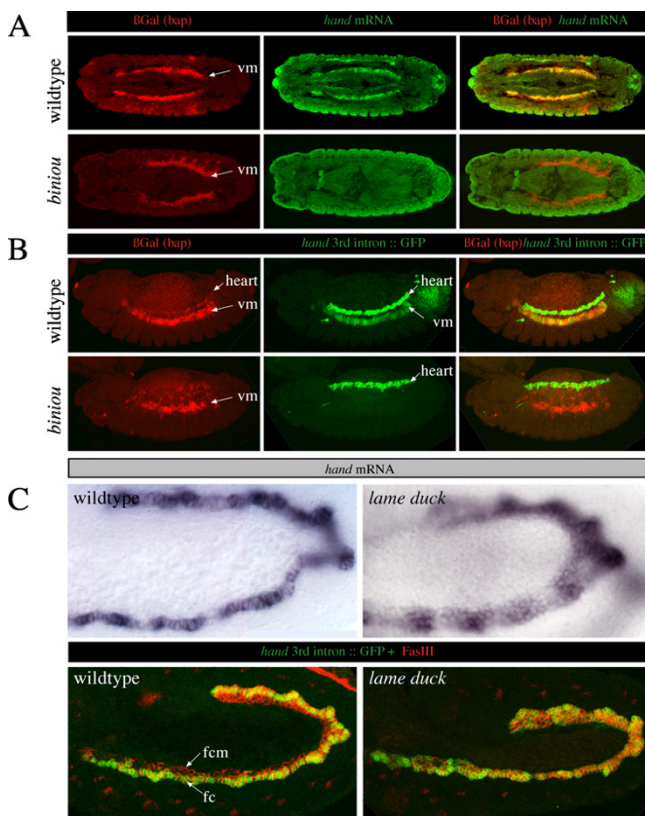 A
ßGal (bap) hand mRNA ßGal (bap) hand mRNA
wildtype
vm
biniou
vm
B
ßGal (bap) hand 3rd intron :: GFP ßGal (bap)hand 3rd intron :: GFP
wildtype
heart heart
vm vm
biniou
heart
vm
hand mRNA
C
wildtype lame duck
hand 3rd intron :: GFP + FasIII
wildtype lame duck
fcm
fc